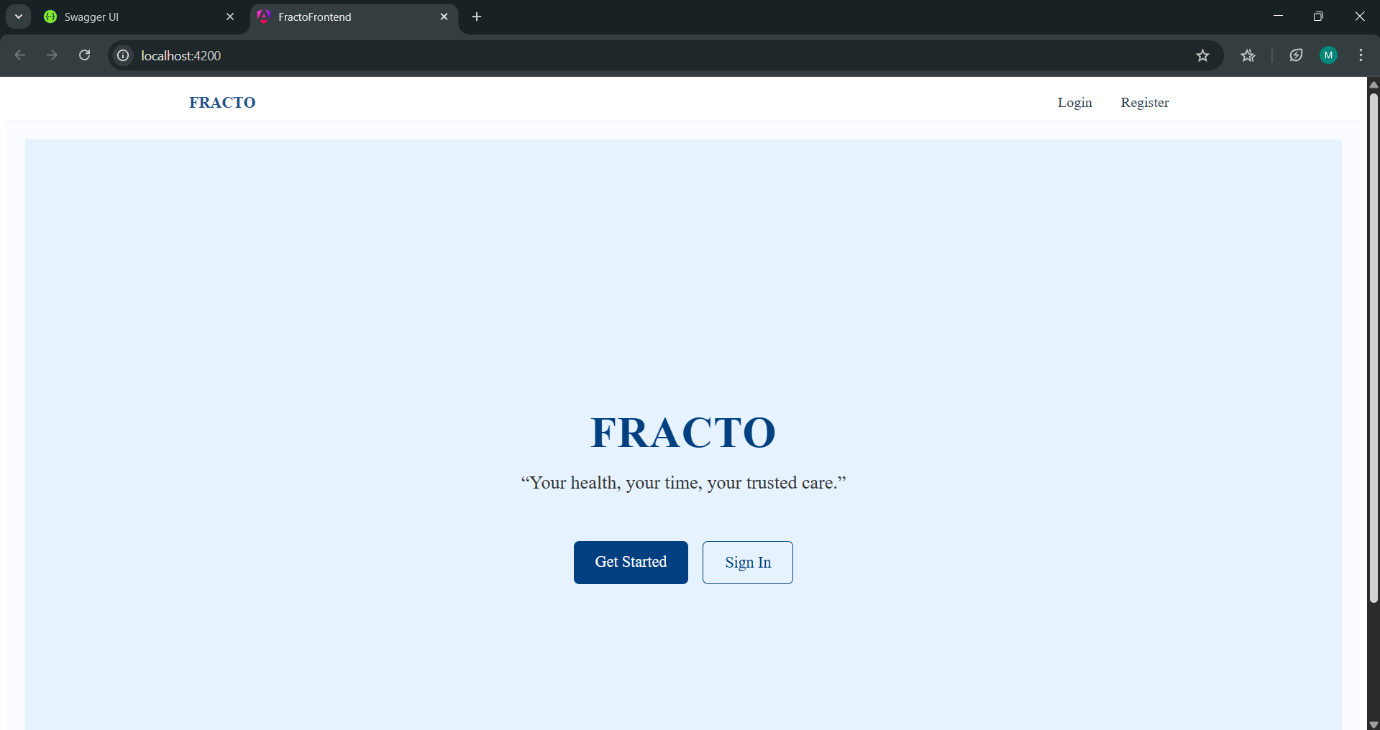 Swagger UI
FractoFrontend
localhost:4200
M
FRACTO
Login
Register
FRACTO
“Your health, your time, your trusted care.”
Get Started
Sign In